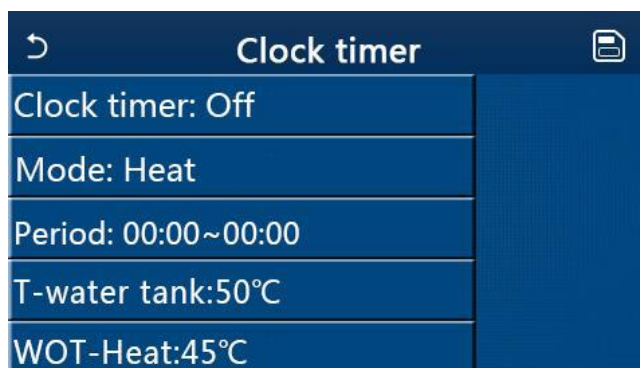 Clock timer
Clock timer: Off
Mode: Heat
Period: 00:00~00:00
T-water tank:50℃
WOT-Heat:45℃